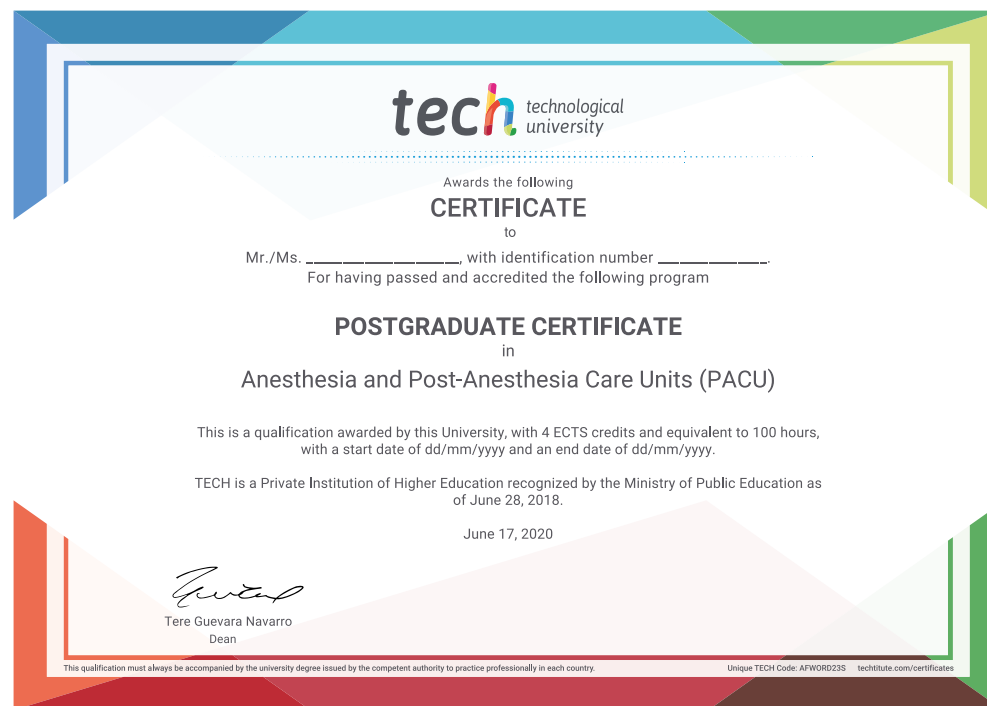 tech technological
university
Awards the following
CERTIFICATE
to
Mr./Ms. ____________________, with identification number ______________.
For having passed and accredited the following program
POSTGRADUATE CERTIFICATE
in
Anesthesia and Post-Anesthesia Care Units (PACU)
This is a qualification awarded by this University, with 4 ECTS credits and equivalent to 100 hours,
with a start date of dd/mm/yyyy and an end date of dd/mm/yyyy.
TECH is a Private Institution of Higher Education recognized by the Ministry of Public Education as
of June 28, 2018.
June 17, 2020
Tere Guevara Navarro
Dean
This qualification must always be accompanied by the university degree issued by the competent authority to practice professionally in each country.
Unique TECH Code: AFWORD23S techtitute.com/certificates